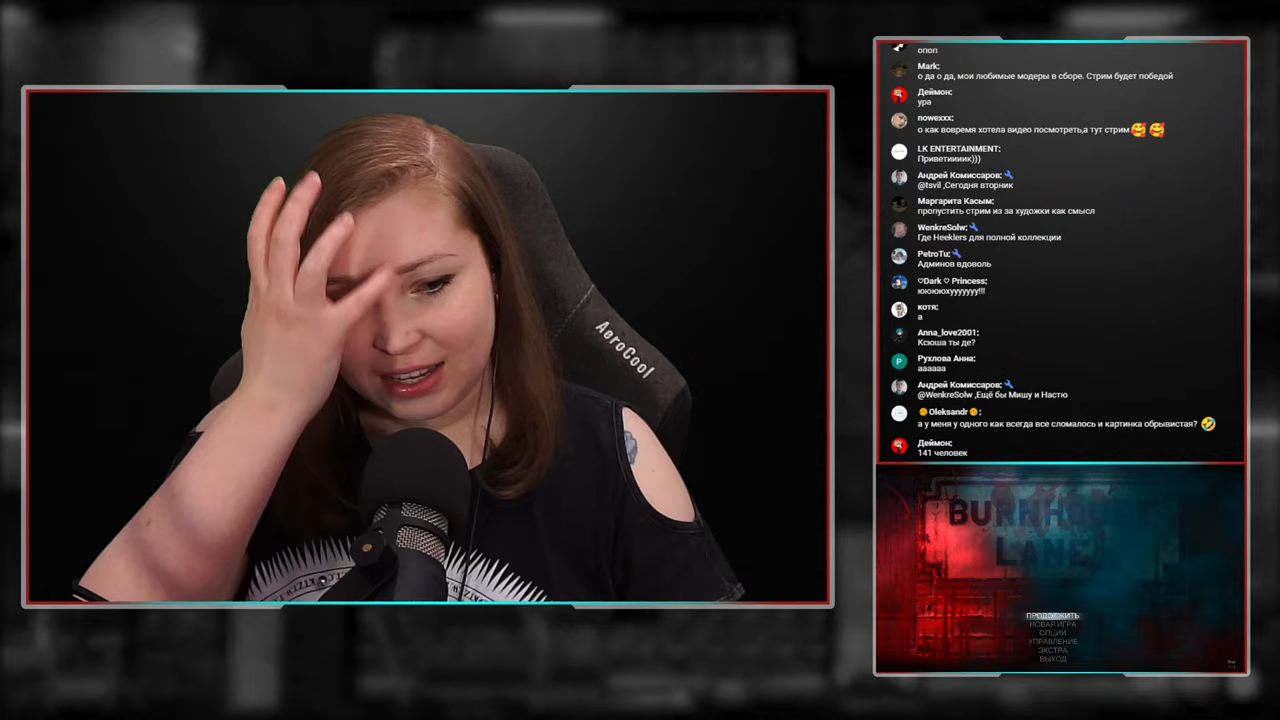 AeroCool
опоп
Mark:
о да о да, мои любимые модеры в сборе. Стрим будет победой
Деймон:
ура
nowexxx:
о как вовремя хотела видео посмотреть,а тут стрим🥰 🥰
LK ENTERTAINMENT:
Приветиииик)))
Андрей Комиссаров:
@tsvil ,Сегодня вторник
Маргарита Касым:
пропустить стрим из за художки как смысл
WenkreSolw:
Где Heeklers для полной коллекции
PetroTu:
Админов вдоволь
♡Dark ♡ Princess:
юююююхууууууу!!!
котя:
а
Anna_love2001:
Ксюша ты де?
Р
Рухлова Анна:
аааааа
Андрей Комиссаров:
@WenkreSolw ,Ещё бы Мишу и Настю
Oleksandr:
а у меня у одного как всегда все сломалось и картинка обрывистая? 🤣
Деймон:
141 человек
BURNHOUSE
LANE
ПРОДОЛЖИТЬ
НОВАЯ ИГРА
ОПЦИИ
УПРАВЛЕНИЕ
ЭКСТРА
ВЫХОД